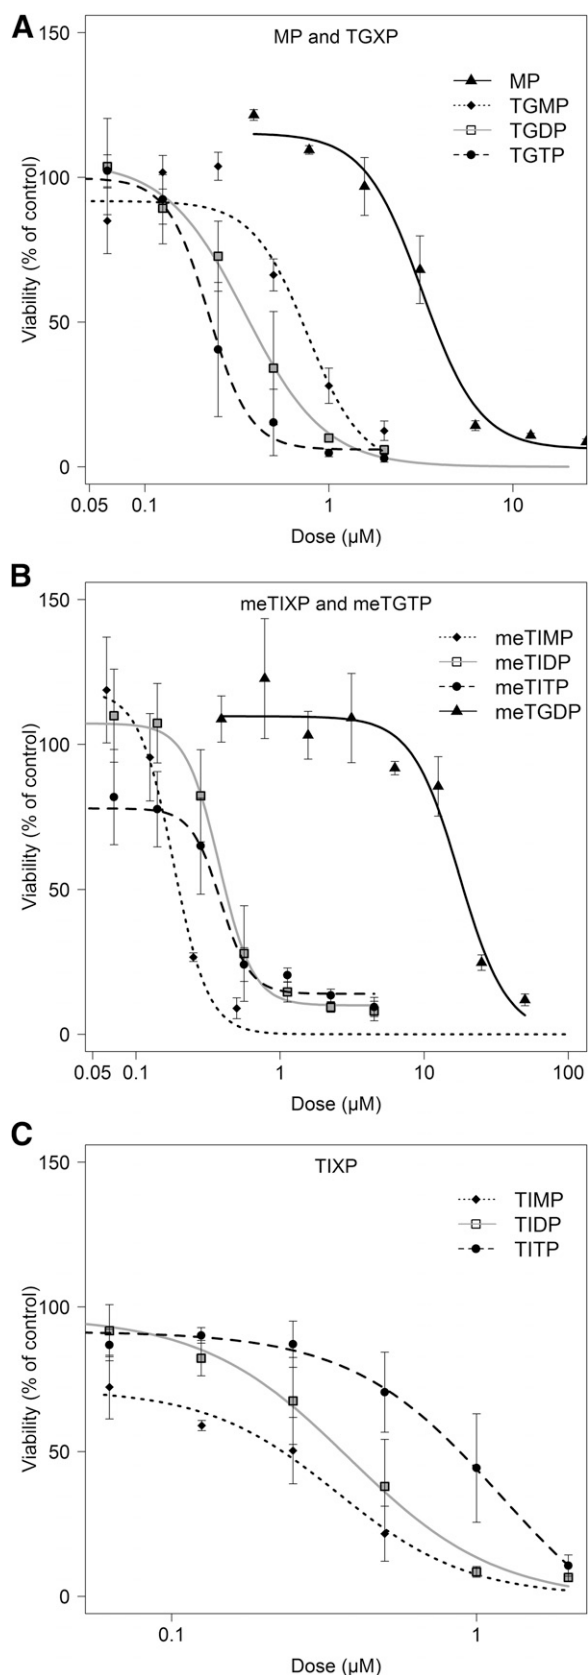 A
MP and TGXP
MP
TGMP
TGDP
TGTP
Viability (% of control)
150
100
50
0
0.05 0.1 1 10
Dose (µM)
B
meTIXP and meTGTP
meTIMP
meTIDP
meTITP
meTGDP
Viability (% of control)
150
100
50
0
0.05 0.1 1 10 100
Dose (µM)
C
TIXP
TIMP
TIDP
TITP
Viability (% of control)
150
100
50
0
0.1 1
Dose (µM)